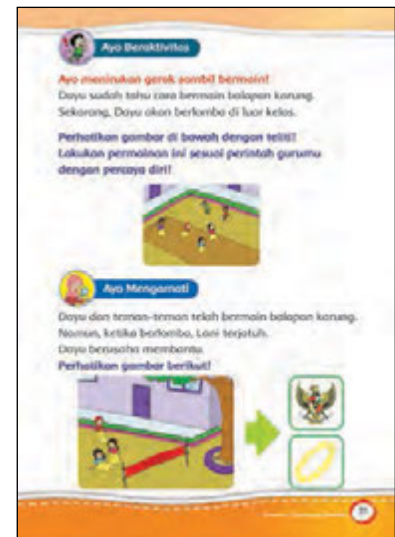 Ayo Beraktivitas
Ayo menirukan gerak sambil bermain!
Dayu sudah tahu cara bermain balapan karung.
Sekarang, Dayu akan berlomba di luar kelas.
Perhatikan gambar di bawah dengan teliti!
Lakukan permainan ini sesuai perintah gurumu
dengan percaya diri!
Ayo Mengamati
Dayu dan teman-teman telah bermain balapan karung.
Namun, ketika berlomba, Lani terjatuh.
Dayu berusaha membantu.
Perhatikan gambar berikut!